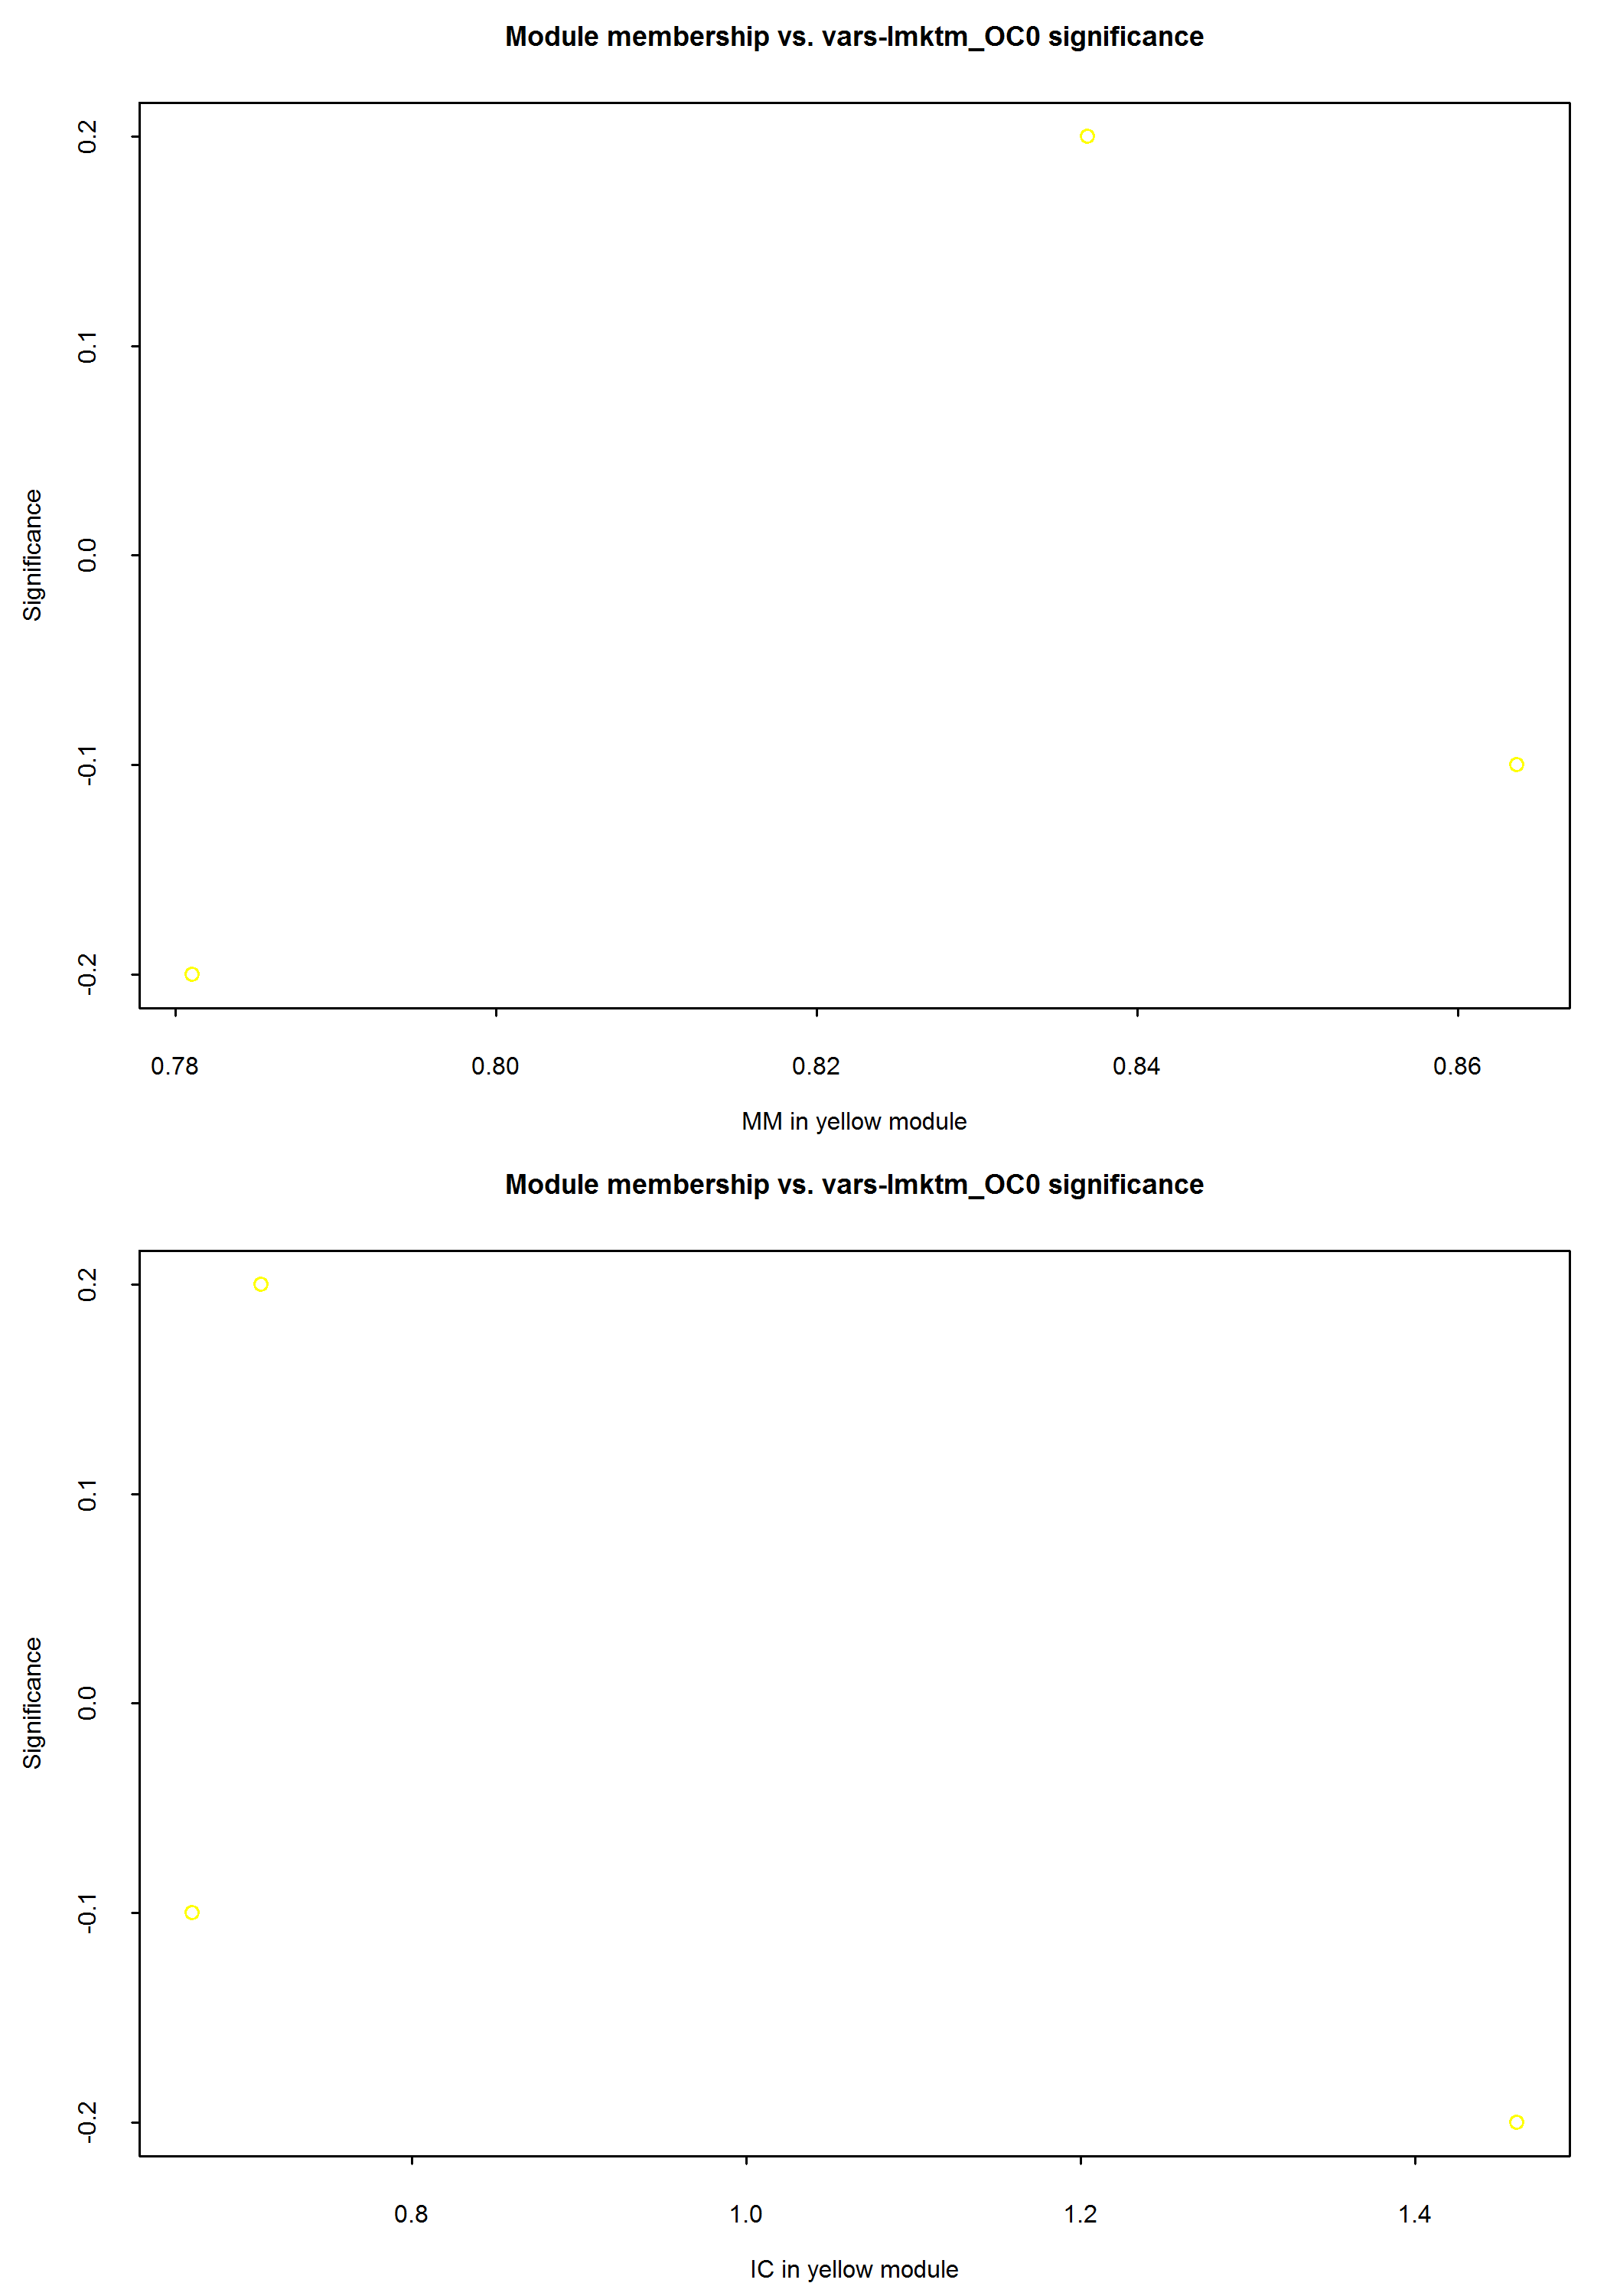 Module membership vs. vars-lmktm_OC0 significance
0.2
0.1
0.0
-0.1
-0.2
Significance
0.78 0.80 0.82 0.84 0.86
MM in yellow module
Module membership vs. vars-lmktm_OC0 significance
0.2
0.1
0.0
-0.1
-0.2
Significance
0.8 1.0 1.2 1.4
IC in yellow module